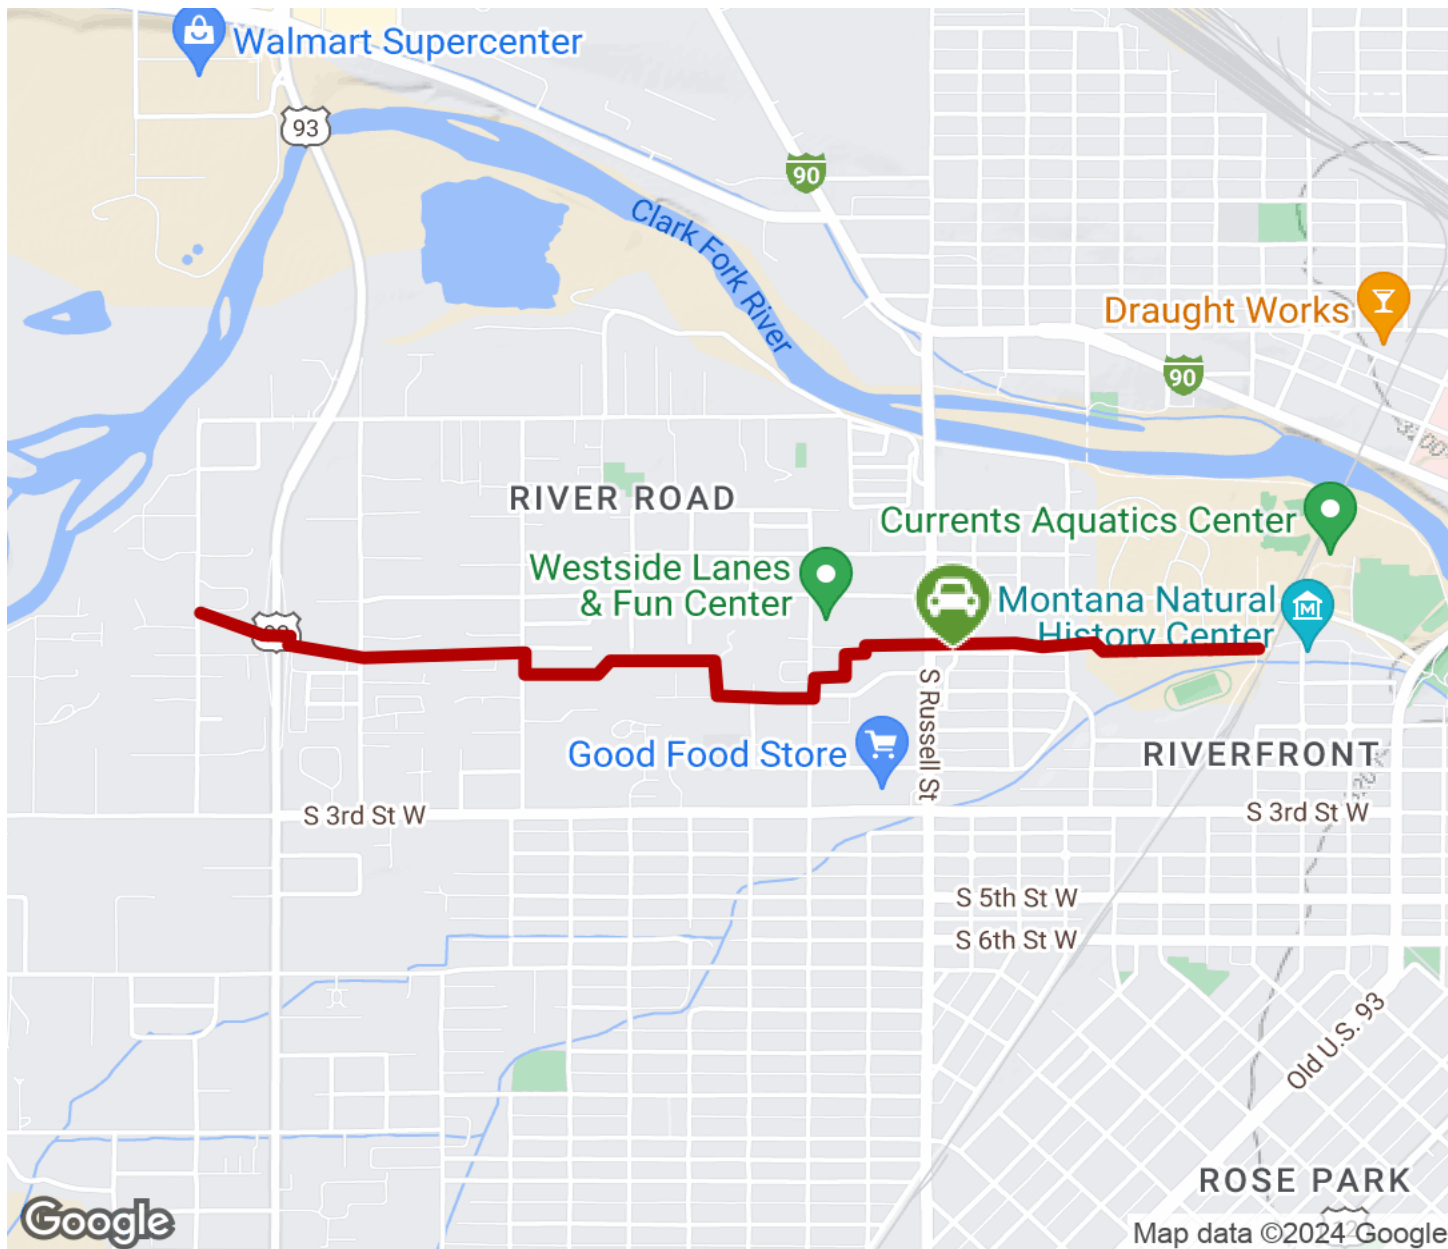 Walmart Supercenter
93
90
Clark Fork River
Draught Works
90
RIVER ROAD
Currents Aquatics Center
Westside Lanes
& Fun Center
Montana Natural
History Center
S Russell St
Good Food Store
RIVERFRONT
S 3rd St W
S 3rd St W
S 5th St W
S 6th St W
Old U.S. 93
ROSE PARK
Google
Map data ©2024 Google